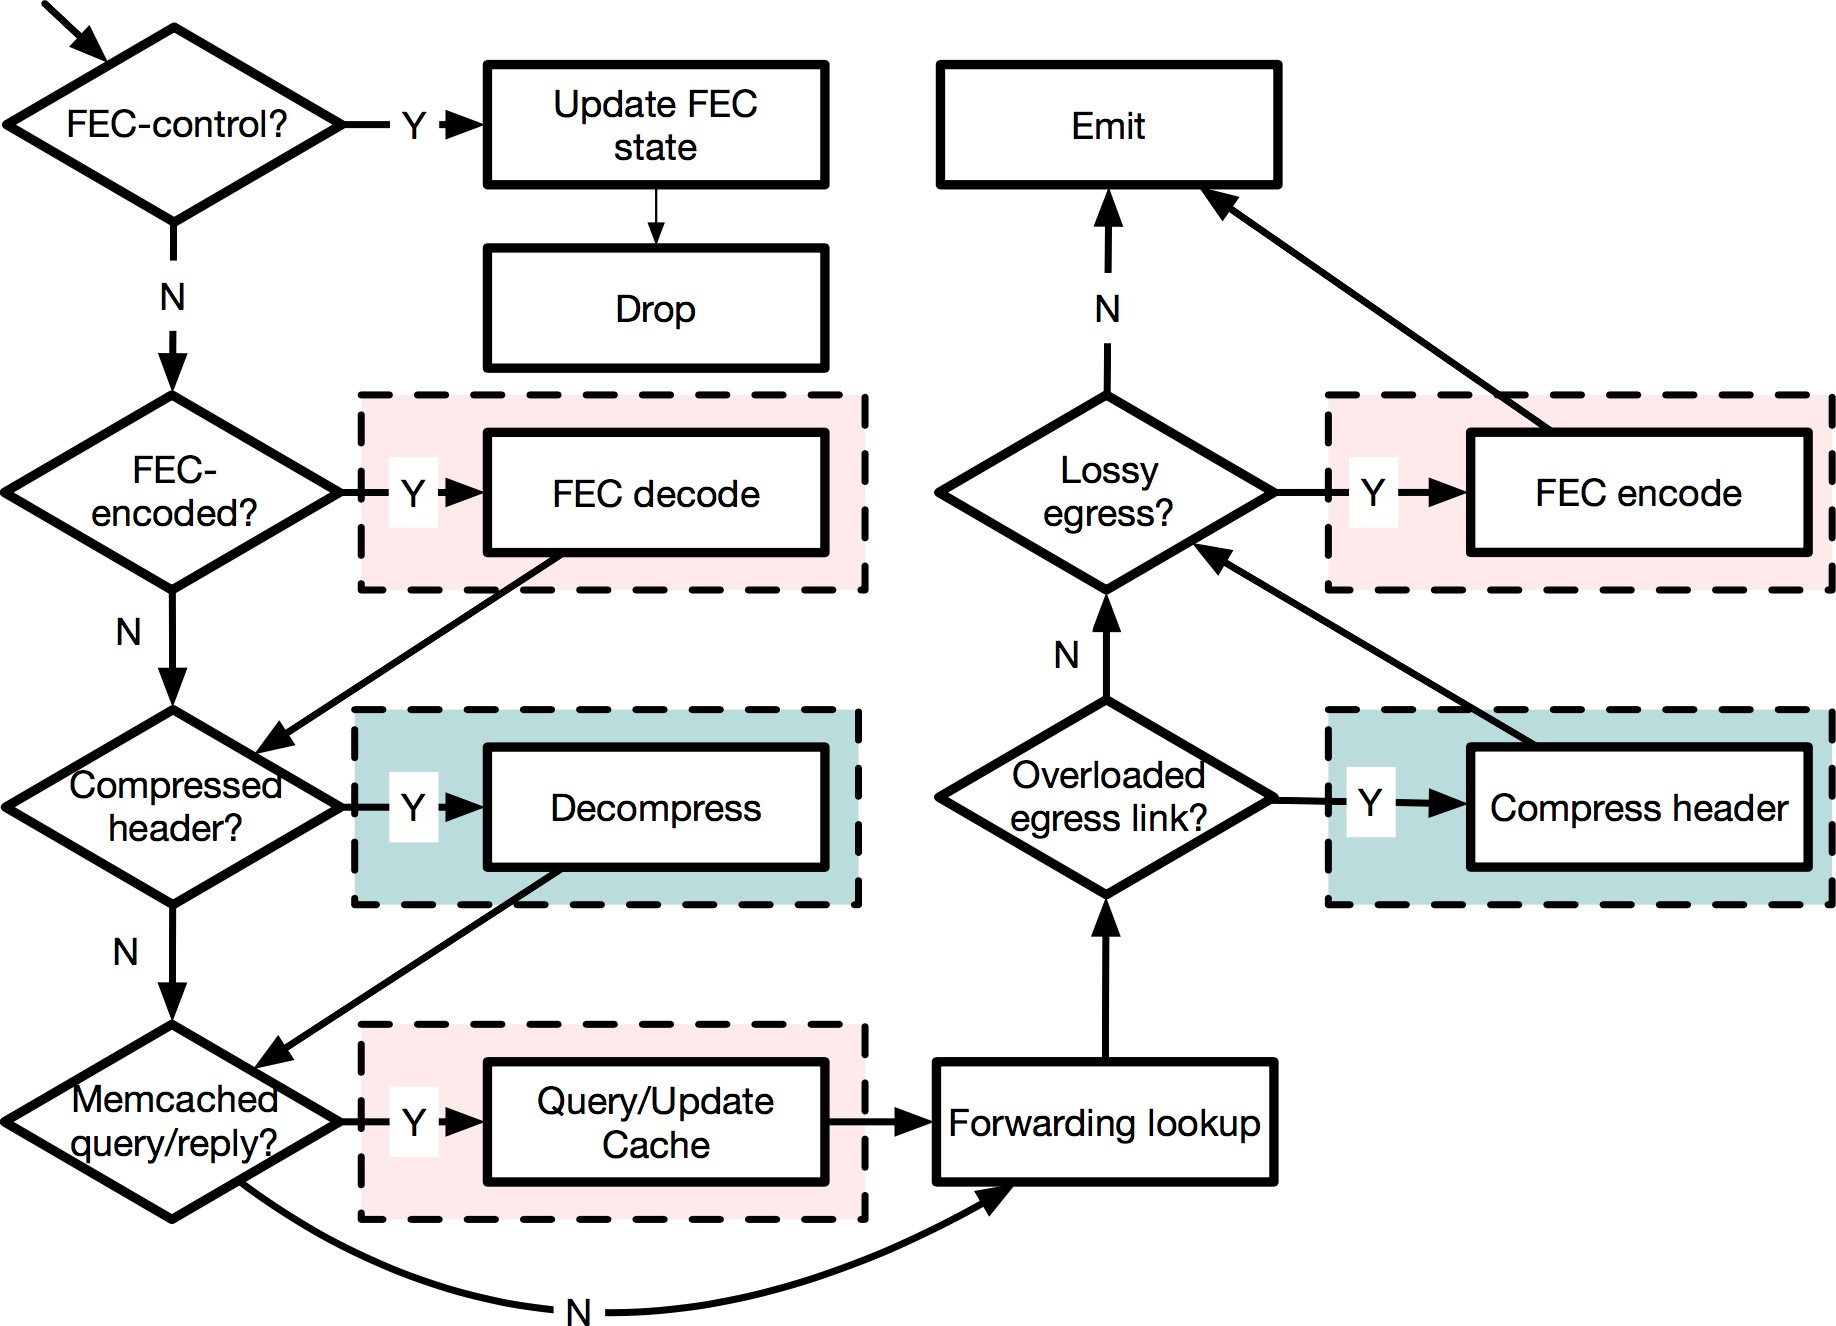 FEC-control?
Y
Update FEC
state
Emit
N
Drop
N
FEC-
encoded?
Y
FEC decode
Lossy
egress?
Y
FEC encode
N
N
Compressed
header?
Y
Decompress
Overloaded
egress link?
Y
Compress header
N
Memcached
query/reply?
Y
Query/Update
Cache
Forwarding lookup
N